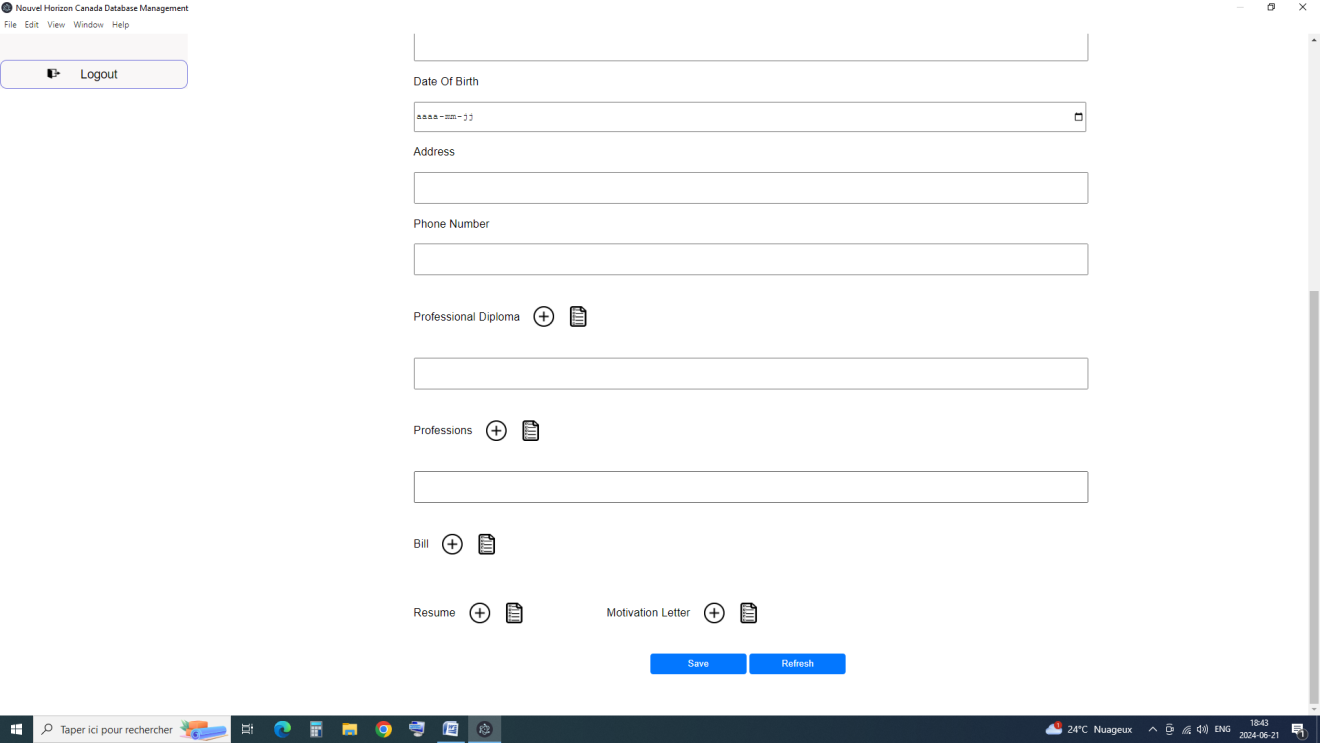 Nouvel Horizon Canada Database Management
File Edit View Window Help
Logout
Date Of Birth
aaaa-mm-jj
Address
Phone Number
Professional Diploma
Professions
Bill
Resume Motivation Letter
Save Refresh
Taper ici pour rechercher 1 24°C Nuageux ENG 18:43 1
2024-06-21